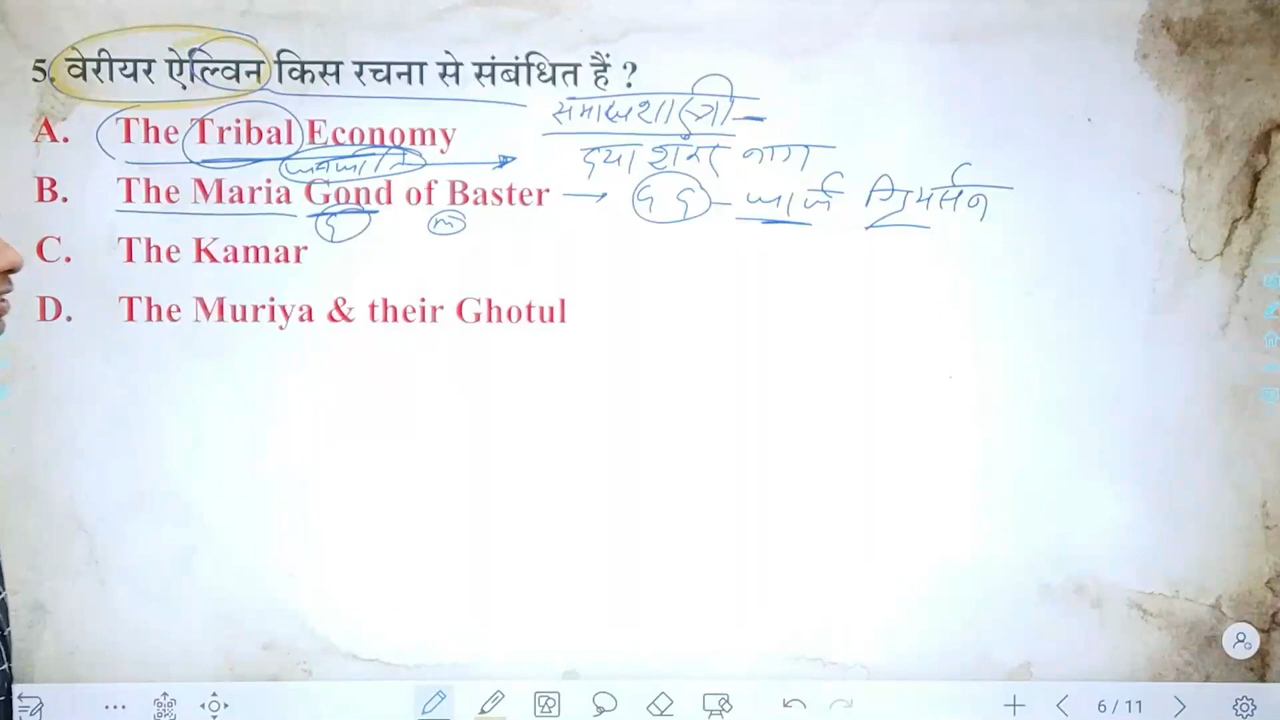 5. वेरीयर ऐल्विन किस रचना से संबंधित हैं ?
समाजशास्त्री –
A. The Tribal Economy
जनजाति
दया शंकर नाग
B. The Maria Gond of Baster → जार्ज ग्रियर्सन
C. The Kamar
D. The Muriya & their Ghotul
6 / 11